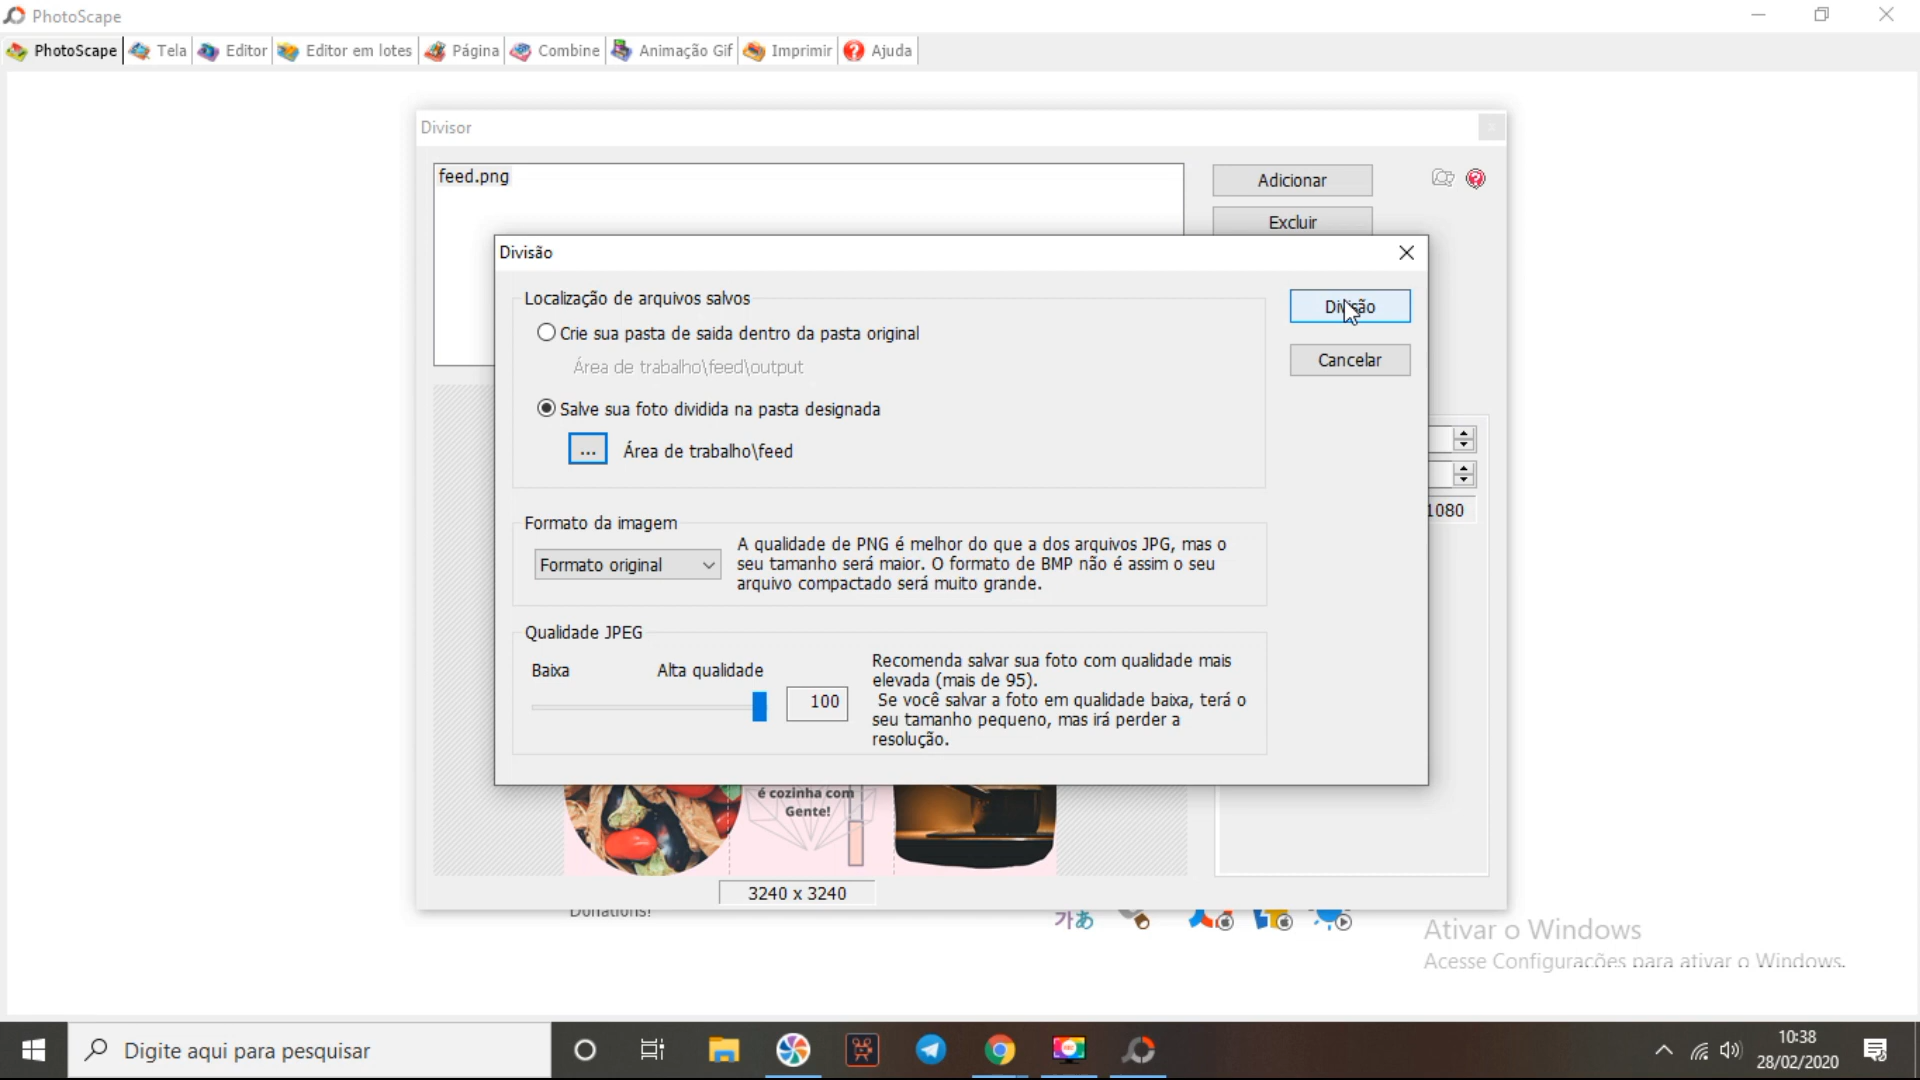 PhotoScape
PhotoScape Tela Editor Editor em lotes Página Combine Animação Gif Imprimir Ajuda
Divisor
feed.png
Adicionar
Excluir
Divisão
Localização de arquivos salvos
Crie sua pasta de saida dentro da pasta original
Área de trabalho\feed\output
Salve sua foto dividida na pasta designada
... Área de trabalho\feed
Divisão
Cancelar
1080
Formato da imagem
Formato original
A qualidade de PNG é melhor do que a dos arquivos JPG, mas o
seu tamanho será maior. O formato de BMP não é assim o seu
arquivo compactado será muito grande.
Qualidade JPEG
Baixa Alta qualidade
100
Recomenda salvar sua foto com qualidade mais
elevada (mais de 95).
Se você salvar a foto em qualidade baixa, terá o
seu tamanho pequeno, mas irá perder a
resolução.
é cozinha com
Gente!
3240 x 3240
Donations!
가あ
Ativar o Windows
Acesse Configurações para ativar o Windows.
Digite aqui para pesquisar
10:38
28/02/2020